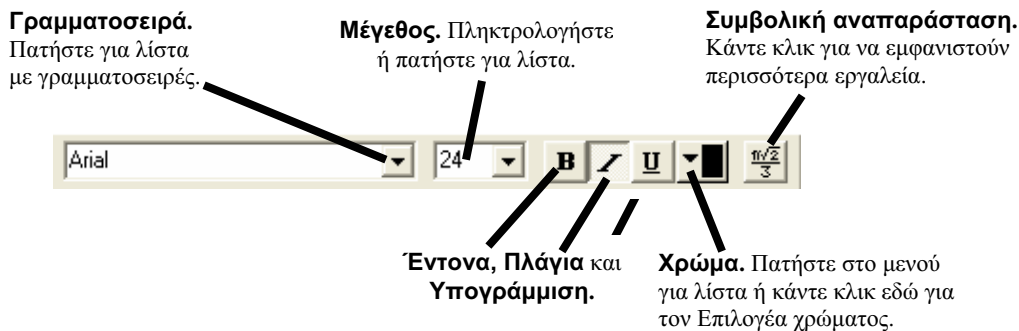 Γραμματοσειρά.
Πατήστε για λίστα
με γραμματοσειρές.
Μέγεθος. Πληκτρολογήστε
ή πατήστε για λίστα.
Συμβολική αναπαράσταση.
Κάντε κλικ για να εμφανιστούν
περισσότερα εργαλεία.
Arial
24
B
I
U
π√2
3
Έντονα, Πλάγια και
Υπογράμμιση.
Χρώμα. Πατήστε στο μενού
για λίστα ή κάντε κλικ εδώ για
τον Επιλογέα χρώματος.